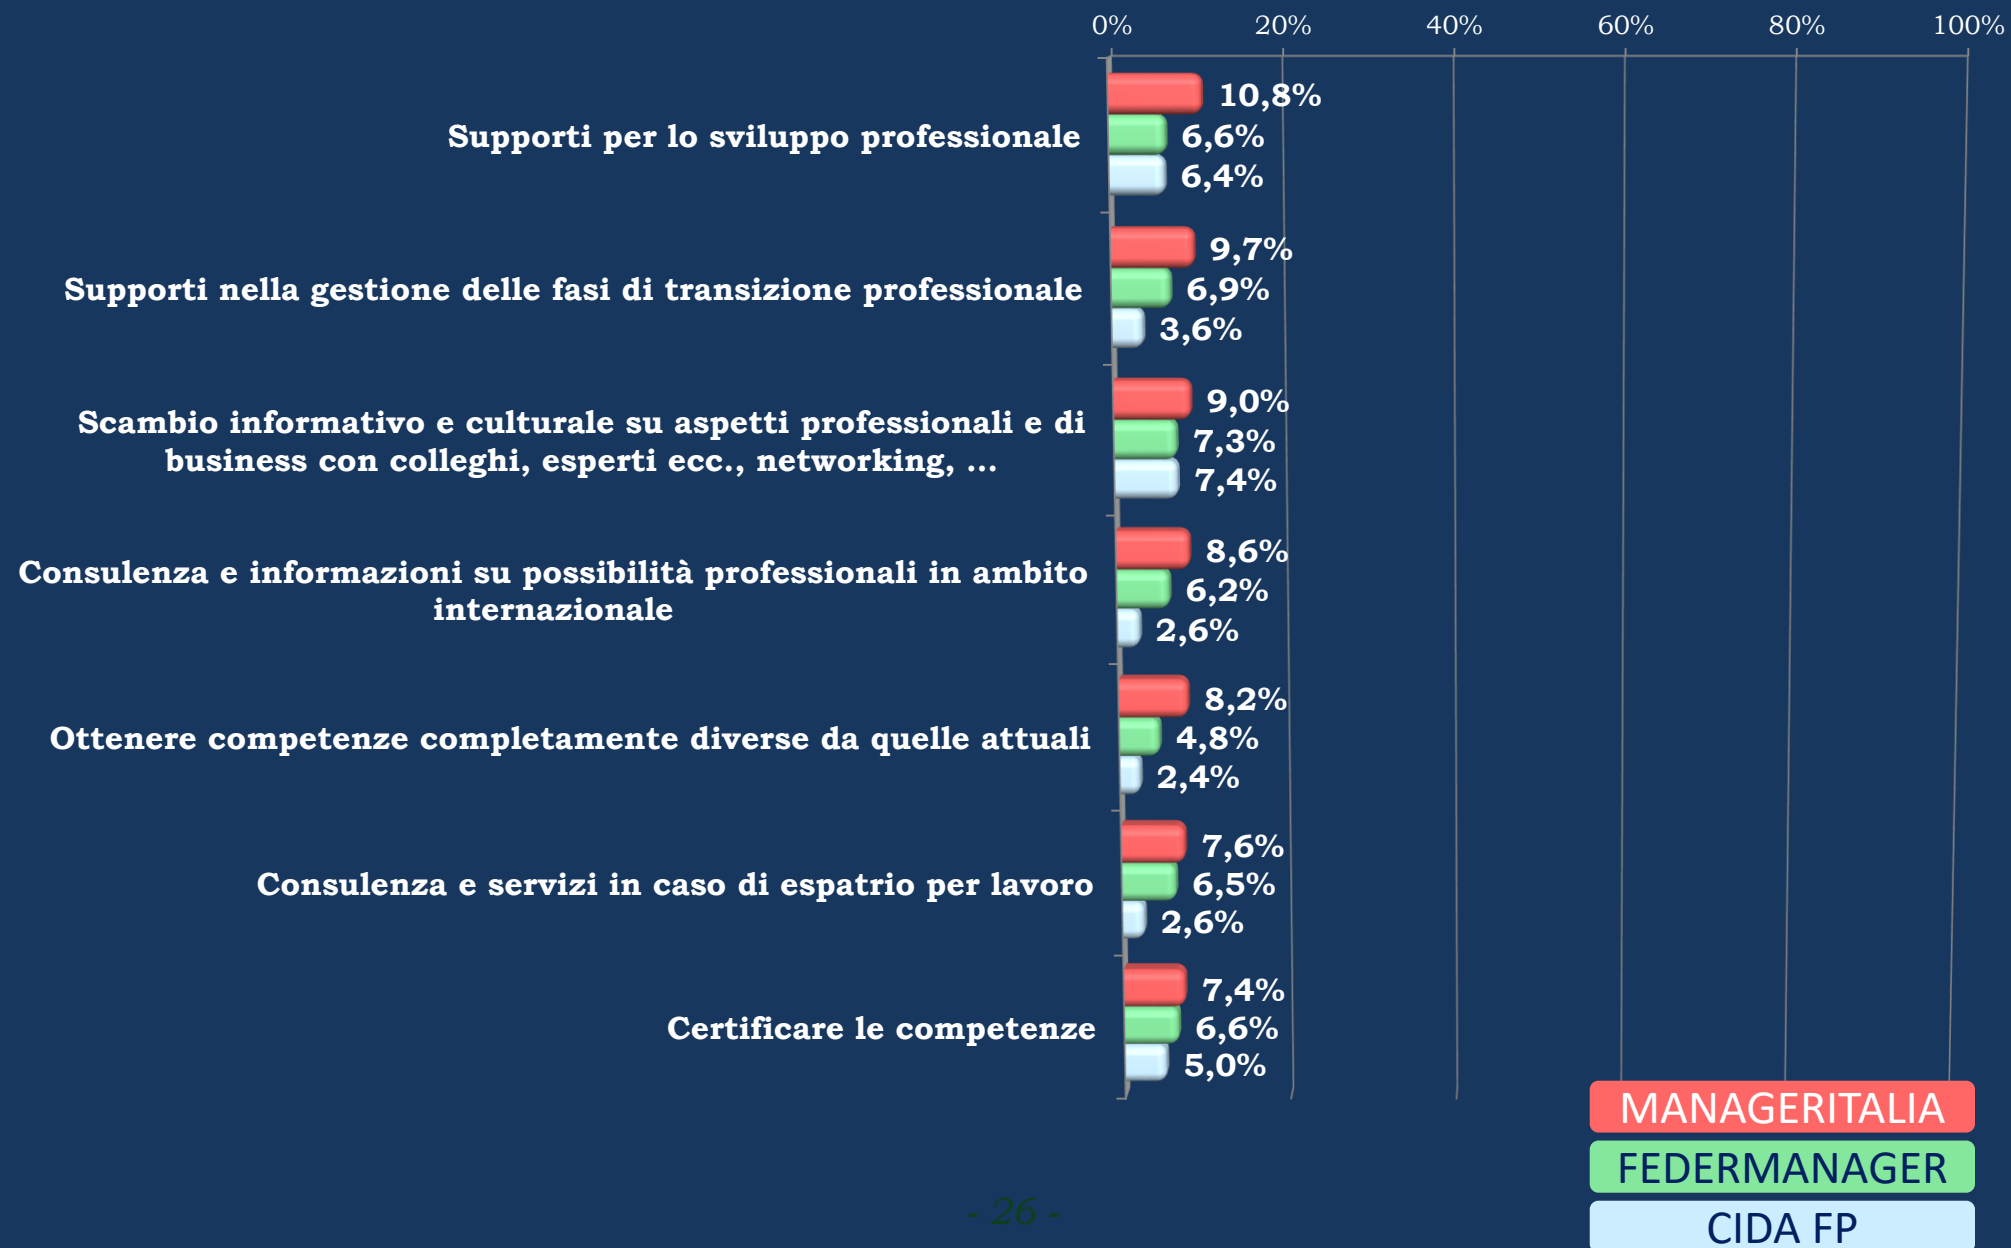 0% 20% 40% 60% 80% 100%
10,8%
Supporti per lo sviluppo professionale 6,6%
6,4%
9,7%
Supporti nella gestione delle fasi di transizione professionale 6,9%
3,6%
9,0%
Scambio informativo e culturale su aspetti professionali e di
7,3%
business con colleghi, esperti ecc., networking, ...
7,4%
8,6%
Consulenza e informazioni su possibilità professionali in ambito
6,2%
internazionale
2,6%
8,2%
Ottenere competenze completamente diverse da quelle attuali 4,8%
2,4%
7,6%
Consulenza e servizi in caso di espatrio per lavoro 6,5%
2,6%
7,4%
Certificare le competenze 6,6%
5,0%
MANAGERITALIA
FEDERMANAGER
- 26 -
CIDA FP